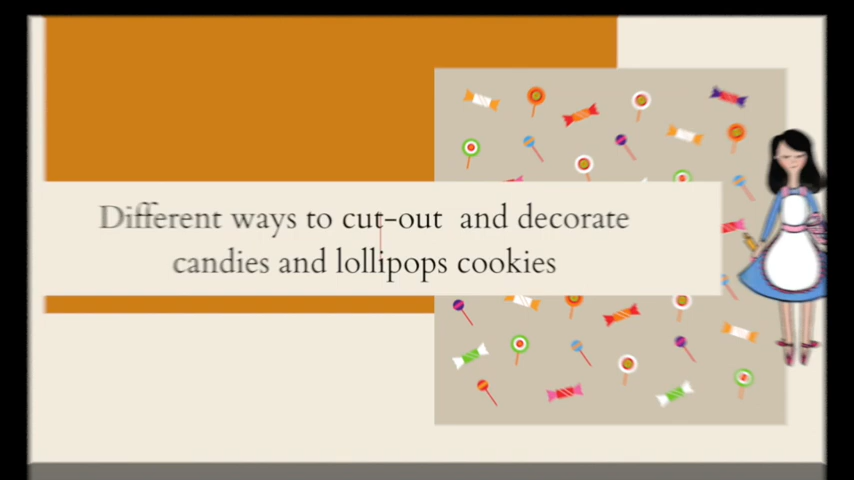 Different ways to cut-out and decorate
candies and lollipops cookies